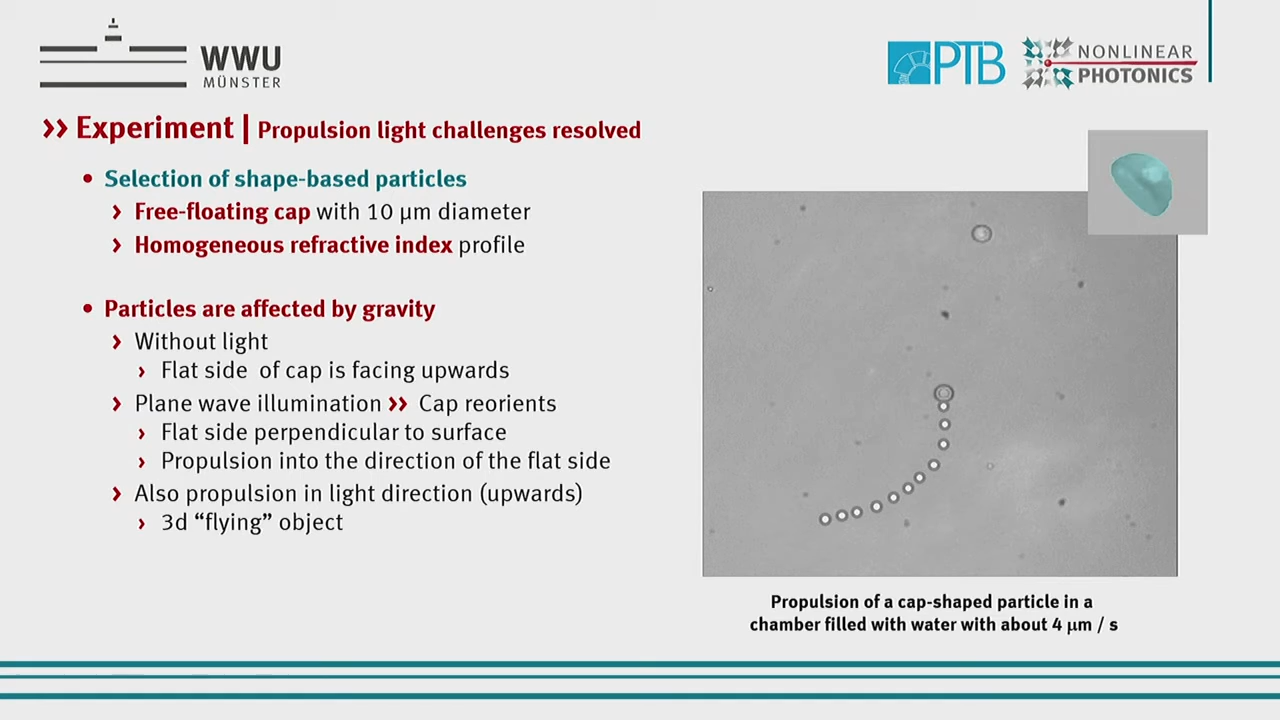 WWU
MÜNSTER
PTB
NONLINEAR
PHOTONICS
›› Experiment | Propulsion light challenges resolved
• Selection of shape-based particles
› Free-floating cap with 10 µm diameter
› Homogeneous refractive index profile
• Particles are affected by gravity
› Without light
› Flat side of cap is facing upwards
› Plane wave illumination ›› Cap reorients
› Flat side perpendicular to surface
› Propulsion into the direction of the flat side
› Also propulsion in light direction (upwards)
› 3d “flying” object
Propulsion of a cap-shaped particle in a
chamber filled with water with about 4 µm / s